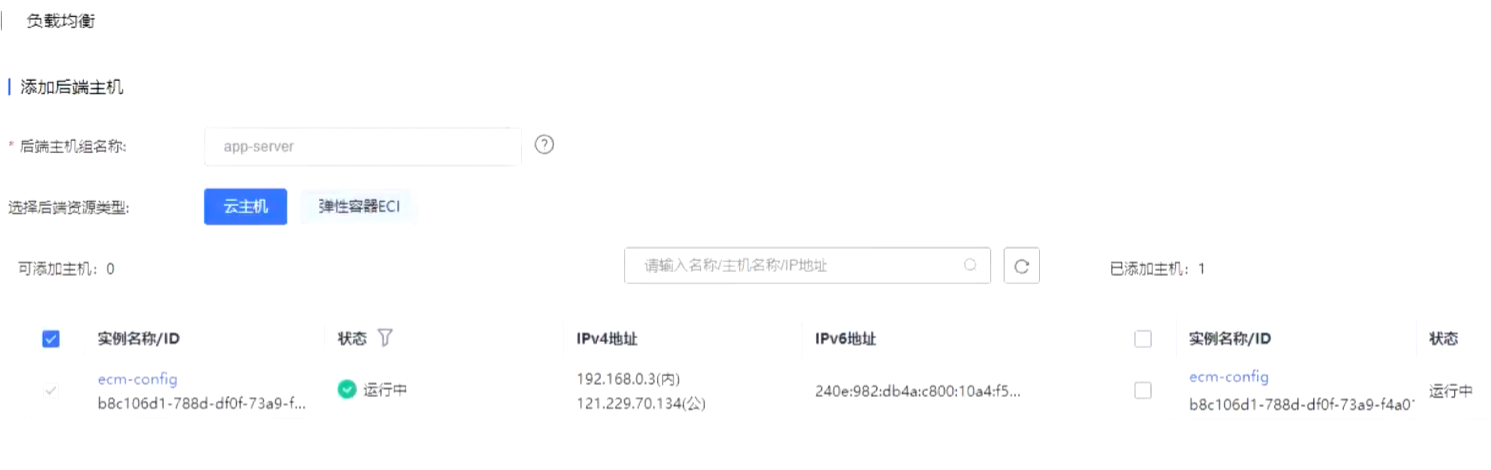 负载均衡
添加后端主机
* 后端主机组名称: app-server ?
选择后端资源类型: 云主机 弹性容器ECI
可添加主机：0 请输入名称/主机名称/IP地址 已添加主机：1
实例名称/ID 状态 IPv4地址 IPv6地址 实例名称/ID 状态
ecm-config 运行中 192.168.0.3(内) 240e:982:db4a:c800:10a4:f5... ecm-config 运行中
b8c106d1-788d-df0f-73a9-f... 121.229.70.134(公) b8c106d1-788d-df0f-73a9-f4a0